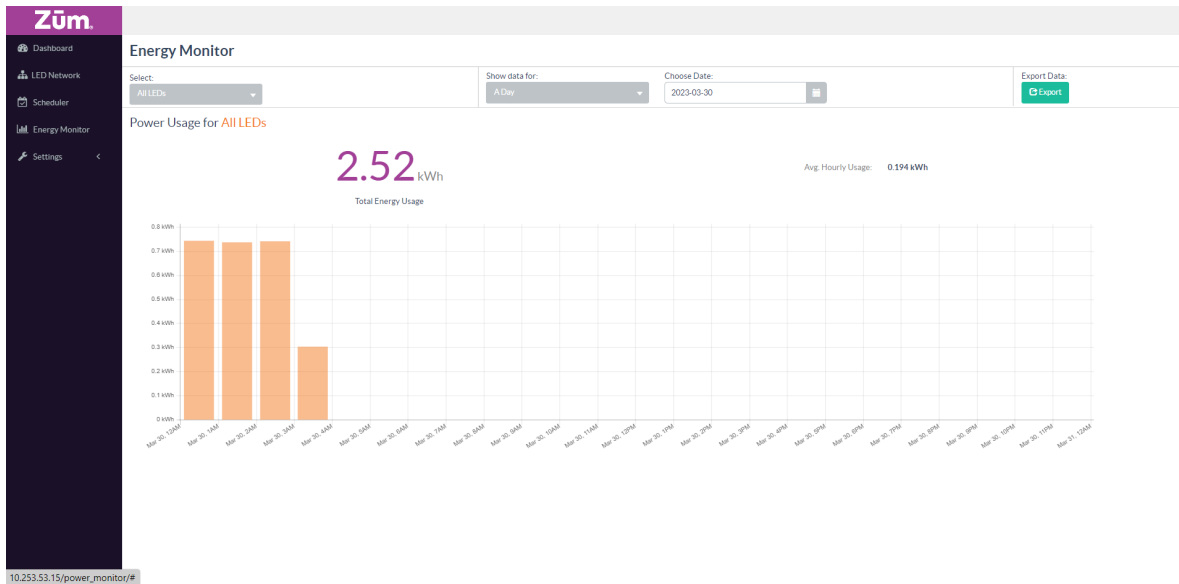 Zūm®
Dashboard
LED Network
Scheduler
Energy Monitor
Settings
Energy Monitor
Select:
All LEDs
Show data for:
A Day
Choose Date:
2023-03-30
Export Data:
Export
Power Usage for All LEDs
2.52 kWh
Total Energy Usage
Avg. Hourly Usage: 0.194 kWh
0.8 kWh
0.7 kWh
0.6 kWh
0.5 kWh
0.4 kWh
0.3 kWh
0.2 kWh
0.1 kWh
0 kWh
Mar 30, 12AM
Mar 30, 1AM
Mar 30, 2AM
Mar 30, 3AM
Mar 30, 4AM
Mar 30, 5AM
Mar 30, 6AM
Mar 30, 7AM
Mar 30, 8AM
Mar 30, 9AM
Mar 30, 10AM
Mar 30, 11AM
Mar 30, 12PM
Mar 30, 1PM
Mar 30, 2PM
Mar 30, 3PM
Mar 30, 4PM
Mar 30, 5PM
Mar 30, 6PM
Mar 30, 7PM
Mar 30, 8PM
Mar 30, 9PM
Mar 30, 10PM
Mar 30, 11PM
Mar 31, 12AM
10.253.53.15/power_monitor/#